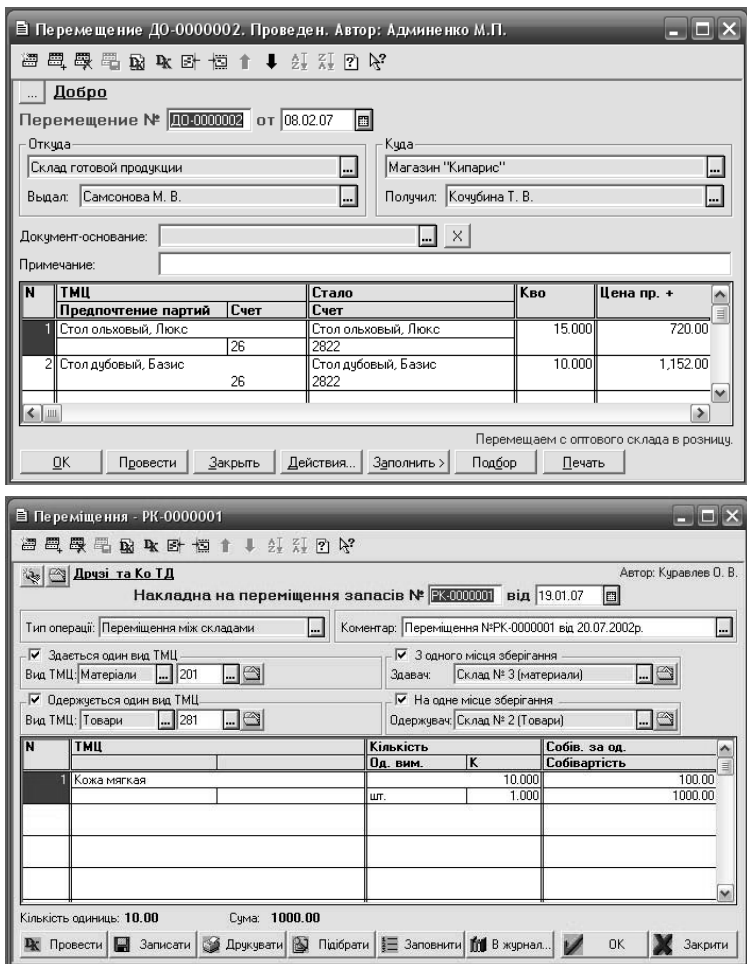 Перемещение ДО-0000002. Проведен. Автор: Админенко М.П.
... Добро
Перемещение № ДО-0000002 от 08.02.07
Откуда Куда
Склад готовой продукции ... Магазин "Кипарис" ...
Выдал: Самсонова М. В. ... Получил: Кочубина Т. В. ...
Документ-основание: ... X
Примечание:
N ТМЦ Стало Кво Цена пр. +
Предпочтение партий Счет Счет
1 Стол ольховый, Люкс Стол ольховый, Люкс 15.000 720.00
26 2822
2 Стол дубовый, Базис Стол дубовый, Базис 10.000 1,152.00
26 2822
Перемещаем с оптового склада в розницу.
OK Провести Закрыть Действия... Заполнить > Подбор Печать
Переміщення - РК-0000001
Друзі та Ко ТД Автор: Куравлев О. В.
Накладна на переміщення запасів № РК-0000001 від 19.01.07
Тип операції: Переміщення між складами ... Коментар: Переміщення №РК-0000001 від 20.07.2002р. ...
Здається один вид ТМЦ З одного місця зберігання
Вид ТМЦ: Матеріали ... 201 ... Здавач: Склад № 3 (материали) ...
Одержується один вид ТМЦ На одне місце зберігання
Вид ТМЦ: Товари ... 281 ... Одержувач: Склад № 2 (Товари) ...
N ТМЦ Кількість Собів. за од.
Од. вим. К Собівартість
1 Кожа мягкая 10.000 100.00
шт. 1.000 1000.00
Кількість одиниць: 10.00 Сума: 1000.00
Провести Записати Друкувати Підібрати Заповнити В журнал... OK Закрити